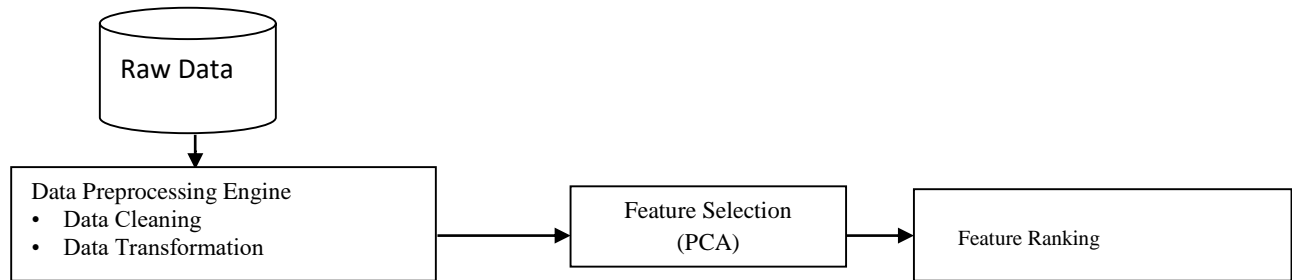 Raw Data
Data Preprocessing Engine
• Data Cleaning
• Data Transformation
Feature Selection
(PCA)
Feature Ranking